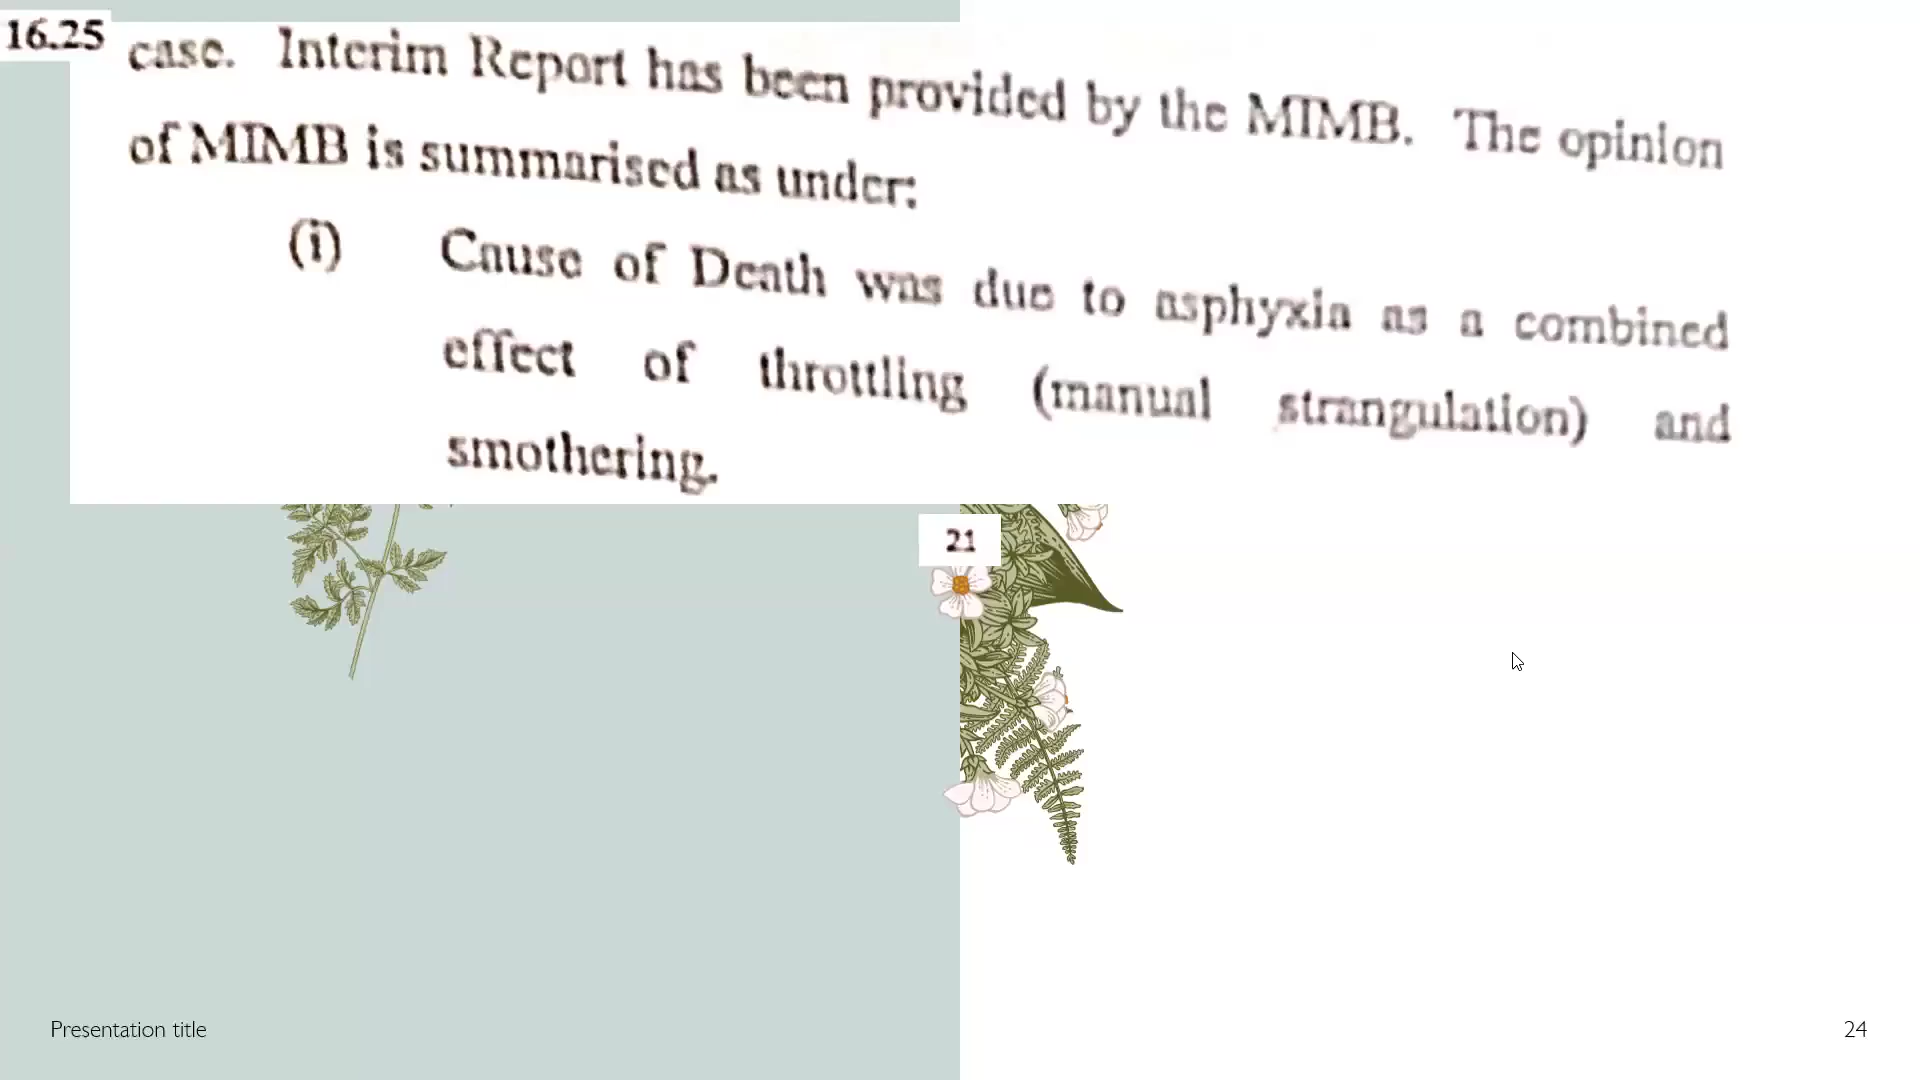 16.25
case. Interim Report has been provided by the MIMB. The opinion
of MIMB is summarised as under:
(i) Cause of Death was due to asphyxia as a combined
effect of throttling (manual strangulation) and
smothering.
21
Presentation title
24